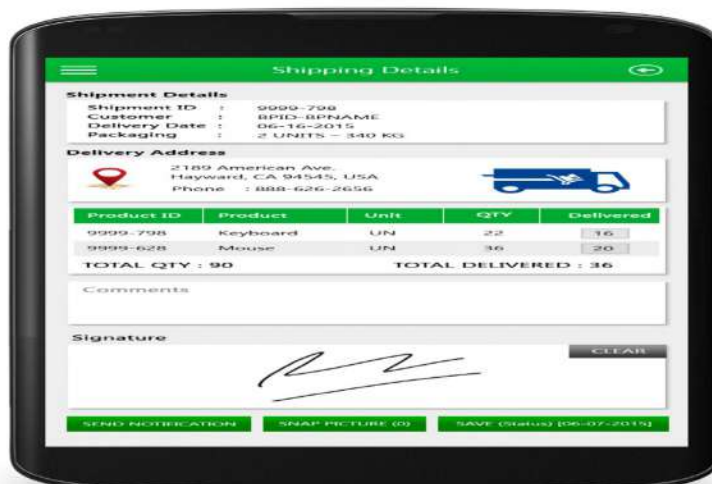 Shipping Details
Shipment Details
Shipment ID : 9999-798
Customer : BPID-BPNAME
Delivery Date : 06-16-2015
Packaging : 2 UNITS - 340 KG
Delivery Address
2189 American Ave.
Hayward, CA 94545, USA
Phone : 888-626-2656
Product ID Product Unit QTY Delivered
9999-798 Keyboard UN 22 16
9999-628 Mouse UN 36 20
TOTAL QTY : 90 TOTAL DELIVERED : 36
Comments
Signature
CLEAR
SEND NOTIFICATION SNAP PICTURE (0) SAVE (Status) [06-07-2015]